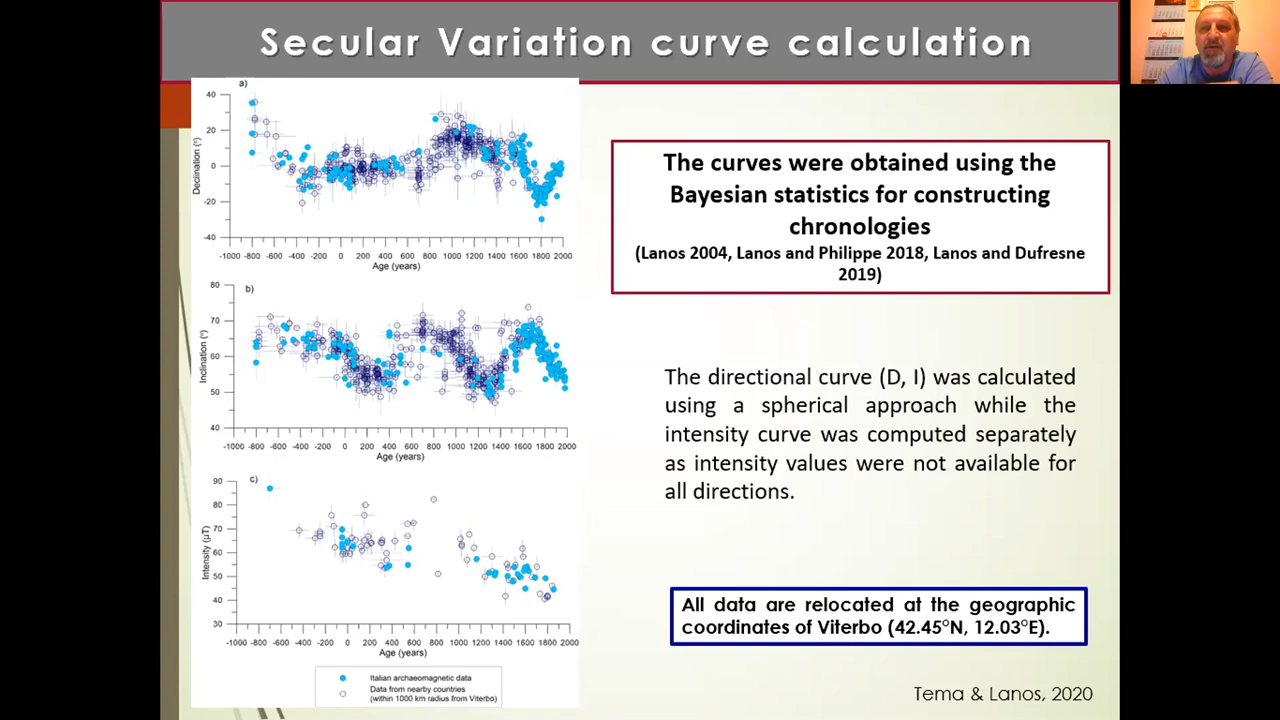 Secular Variation curve calculation
a)
40
20
0
-20
-40
Declination (°)
-1000 -800 -600 -400 -200 0 200 400 600 800 1000 1200 1400 1600 1800 2000
Age (years)
b)
80
70
60
50
40
Inclination (°)
-1000 -800 -600 -400 -200 0 200 400 600 800 1000 1200 1400 1600 1800 2000
Age (years)
c)
90
80
70
60
50
40
30
Intensity (μT)
-1000 -800 -600 -400 -200 0 200 400 600 800 1000 1200 1400 1600 1800 2000
Age (years)
Italian archaeomagnetic data
Data from nearby countries
(within 1000 km radius from Viterbo)
The curves were obtained using the
Bayesian statistics for constructing
chronologies
(Lanos 2004, Lanos and Philippe 2018, Lanos and Dufresne
2019)
The directional curve (D, I) was calculated
using a spherical approach while the
intensity curve was computed separately
as intensity values were not available for
all directions.
All data are relocated at the geographic
coordinates of Viterbo (42.45°N, 12.03°E).
Tema & Lanos, 2020